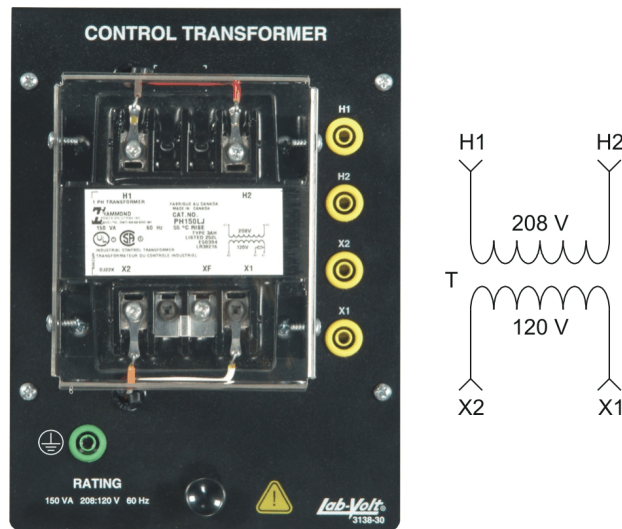 CONTROL TRANSFORMER
H1
H2
X2
X1
H1 H2
1 PH TRANSFORMER
FABRIQUE AU CANADA
MADE IN CANADA
HAMMOND
CAT. NO.
PH150LJ
150 VA 60 Hz 55 °C RISE
208V
120V
INDUSTRIAL CONTROL TRANSFORMER
TRANSFORMATEUR DU CONTROLE INDUSTRIEL
X2 XF X1
RATING
150 VA 208:120 V 60 Hz
Lab-Volt®
3138-30
H1 H2
208 V
T
120 V
X2 X1